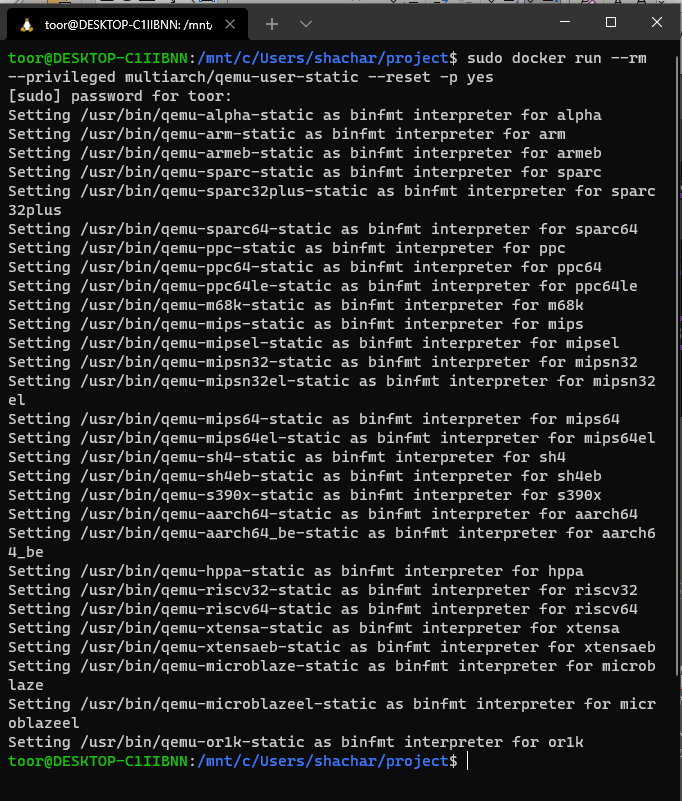 toor@DESKTOP-C1IIBNN: /mnt/
toor@DESKTOP-C1IIBNN:/mnt/c/Users/shachar/project$ sudo docker run --rm
--privileged multiarch/qemu-user-static --reset -p yes
[sudo] password for toor:
Setting /usr/bin/qemu-alpha-static as binfmt interpreter for alpha
Setting /usr/bin/qemu-arm-static as binfmt interpreter for arm
Setting /usr/bin/qemu-armeb-static as binfmt interpreter for armeb
Setting /usr/bin/qemu-sparc-static as binfmt interpreter for sparc
Setting /usr/bin/qemu-sparc32plus-static as binfmt interpreter for sparc
32plus
Setting /usr/bin/qemu-sparc64-static as binfmt interpreter for sparc64
Setting /usr/bin/qemu-ppc-static as binfmt interpreter for ppc
Setting /usr/bin/qemu-ppc64-static as binfmt interpreter for ppc64
Setting /usr/bin/qemu-ppc64le-static as binfmt interpreter for ppc64le
Setting /usr/bin/qemu-m68k-static as binfmt interpreter for m68k
Setting /usr/bin/qemu-mips-static as binfmt interpreter for mips
Setting /usr/bin/qemu-mipsel-static as binfmt interpreter for mipsel
Setting /usr/bin/qemu-mipsn32-static as binfmt interpreter for mipsn32
Setting /usr/bin/qemu-mipsn32el-static as binfmt interpreter for mipsn32
el
Setting /usr/bin/qemu-mips64-static as binfmt interpreter for mips64
Setting /usr/bin/qemu-mips64el-static as binfmt interpreter for mips64el
Setting /usr/bin/qemu-sh4-static as binfmt interpreter for sh4
Setting /usr/bin/qemu-sh4eb-static as binfmt interpreter for sh4eb
Setting /usr/bin/qemu-s390x-static as binfmt interpreter for s390x
Setting /usr/bin/qemu-aarch64-static as binfmt interpreter for aarch64
Setting /usr/bin/qemu-aarch64_be-static as binfmt interpreter for aarch6
4_be
Setting /usr/bin/qemu-hppa-static as binfmt interpreter for hppa
Setting /usr/bin/qemu-riscv32-static as binfmt interpreter for riscv32
Setting /usr/bin/qemu-riscv64-static as binfmt interpreter for riscv64
Setting /usr/bin/qemu-xtensa-static as binfmt interpreter for xtensa
Setting /usr/bin/qemu-xtensaeb-static as binfmt interpreter for xtensaeb
Setting /usr/bin/qemu-microblaze-static as binfmt interpreter for microb
laze
Setting /usr/bin/qemu-microblazeel-static as binfmt interpreter for micr
oblazeel
Setting /usr/bin/qemu-or1k-static as binfmt interpreter for or1k
toor@DESKTOP-C1IIBNN:/mnt/c/Users/shachar/project$